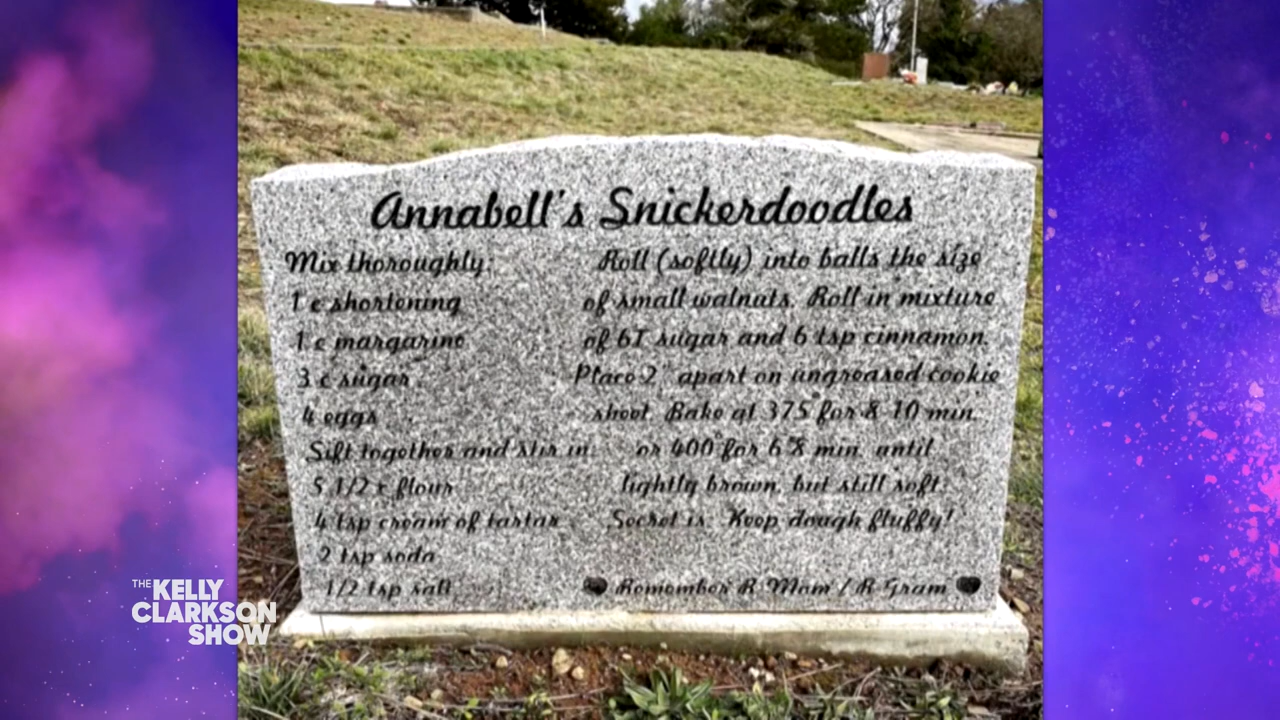 Annabell's Snickerdoodles
Mix thoroughly:
1 c shortening
1 c margarine
3 c sugar
4 eggs
Sift together and stir in:
5 1/2 c flour
4 tsp cream of tartar
2 tsp soda
1/2 tsp salt
Roll (softly) into balls the size
of small walnuts. Roll in mixture
of 6T sugar and 6 tsp cinnamon.
Place 2" apart on ungreased cookie
sheet. Bake at 375° for 8-10 min.
or 400° for 6-8 min. until
lightly brown, but still soft.
Secret is: Keep dough fluffy!
Remember R Mom / R Gram
THE
KELLY
CLARKSON
SHOW